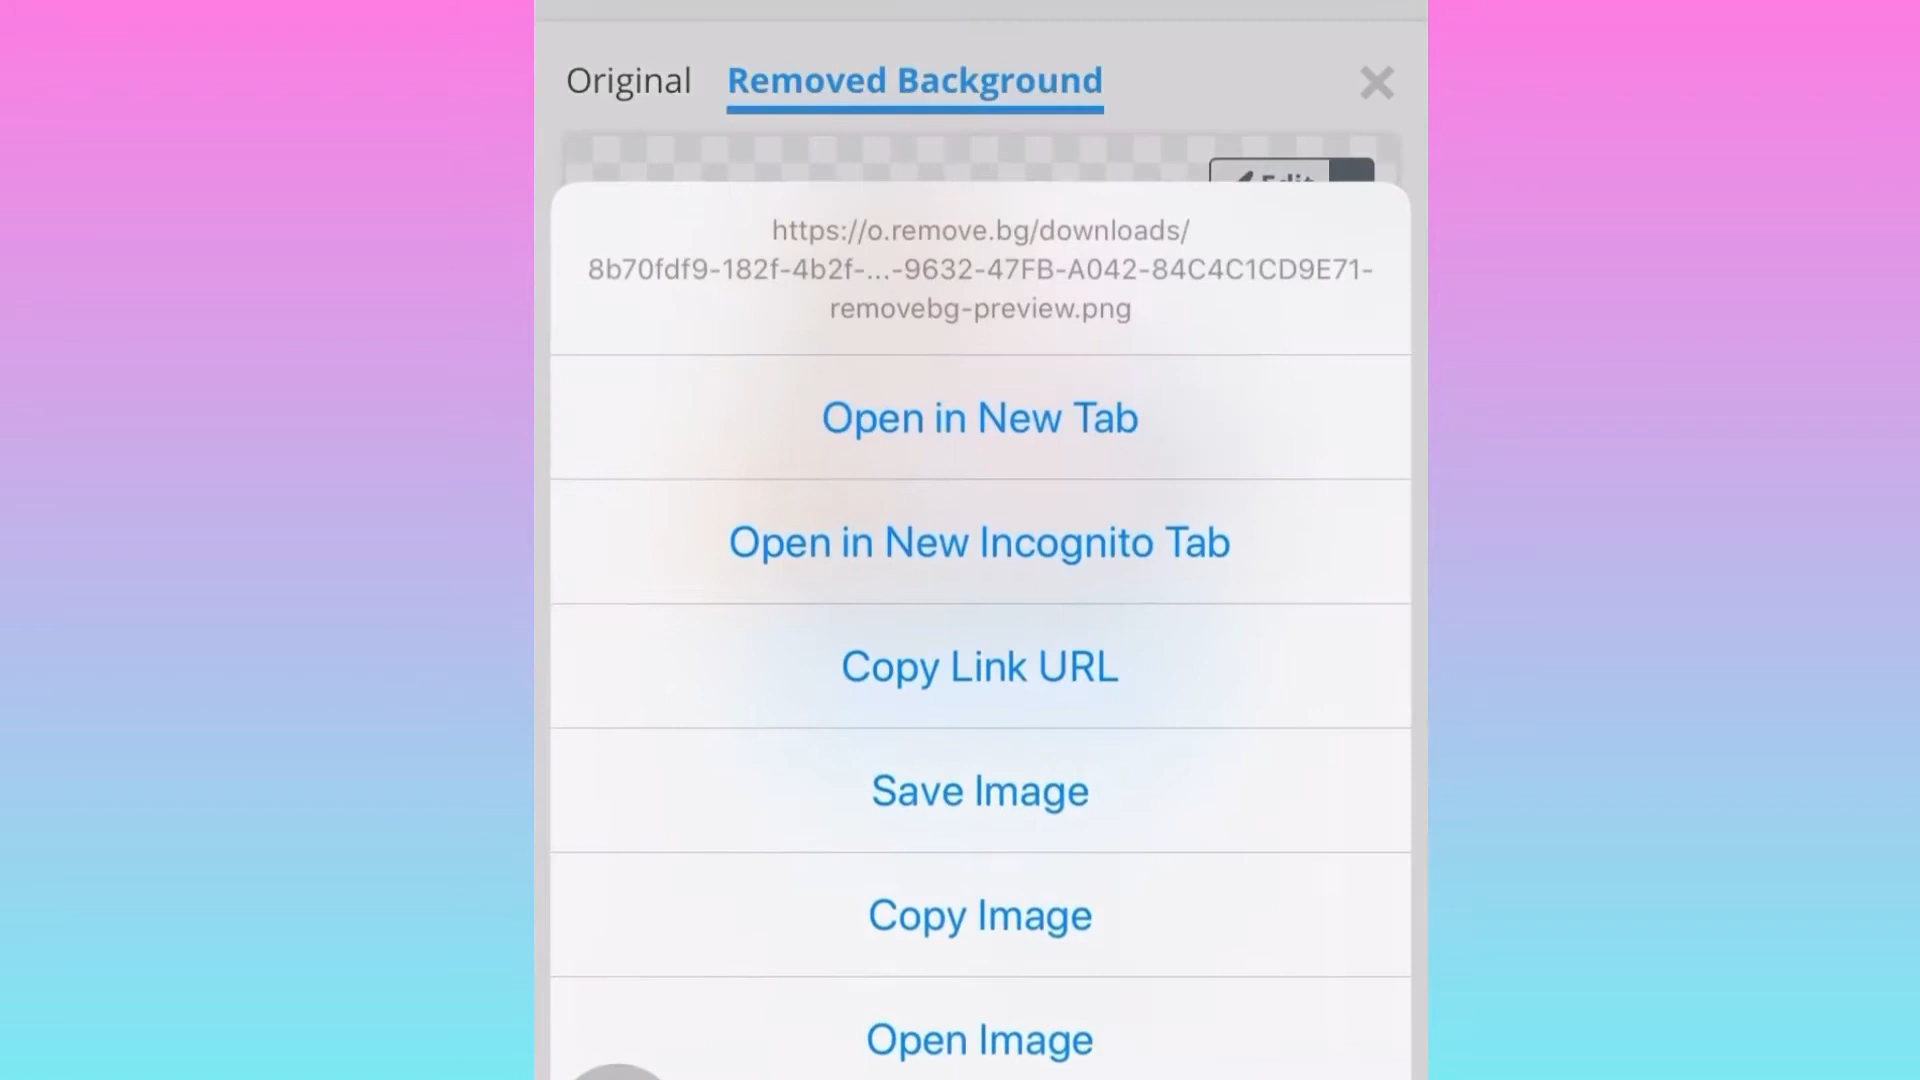 Original Removed Background
Edit
https://o.remove.bg/downloads/
8b70fdf9-182f-4b2f-...-9632-47FB-A042-84C4C1CD9E71-
removebg-preview.png
Open in New Tab
Open in New Incognito Tab
Copy Link URL
Save Image
Copy Image
Open Image